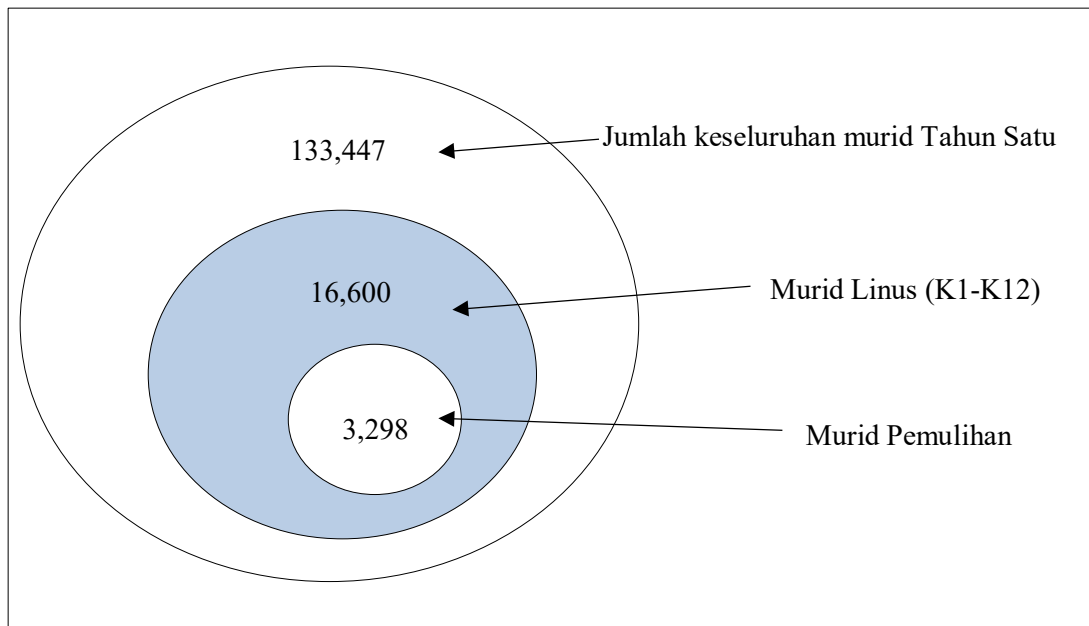 133,447
Jumlah keseluruhan murid Tahun Satu
16,600
Murid Linus (K1-K12)
3,298
Murid Pemulihan